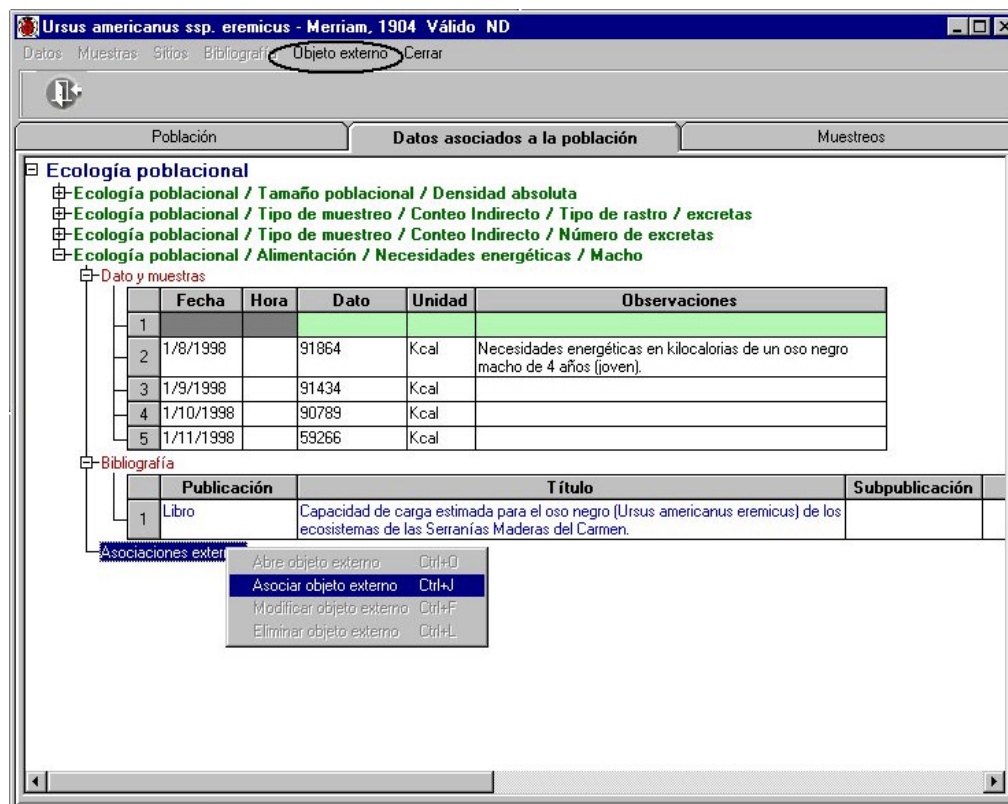 Ursus americanus ssp. eremicus - Merriam, 1904 Válido ND
Datos Muestras Sitios Bibliografía Objeto externo Cerrar
Población Datos asociados a la población Muestreos
Ecología poblacional
Ecología poblacional / Tamaño poblacional / Densidad absoluta
Ecología poblacional / Tipo de muestreo / Conteo Indirecto / Tipo de rastro / excretas
Ecología poblacional / Tipo de muestreo / Conteo Indirecto / Número de excretas
Ecología poblacional / Alimentación / Necesidades energéticas / Macho
Dato y muestras
Fecha Hora Dato Unidad Observaciones
1
2 1/8/1998 91864 Kcal Necesidades energéticas en kilocalorias de un oso negro
macho de 4 años (joven).
3 1/9/1998 91434 Kcal
4 1/10/1998 90789 Kcal
5 1/11/1998 59266 Kcal
Bibliografía
Publicación Título Subpublicación
1 Libro Capacidad de carga estimada para el oso negro (Ursus americanus eremicus) de los
ecosistemas de las Serranías Maderas del Carmen.
Asociaciones extern
Abre objeto externo Ctrl+O
Asociar objeto externo Ctrl+J
Modificar objeto externo Ctrl+F
Eliminar objeto externo Ctrl+L